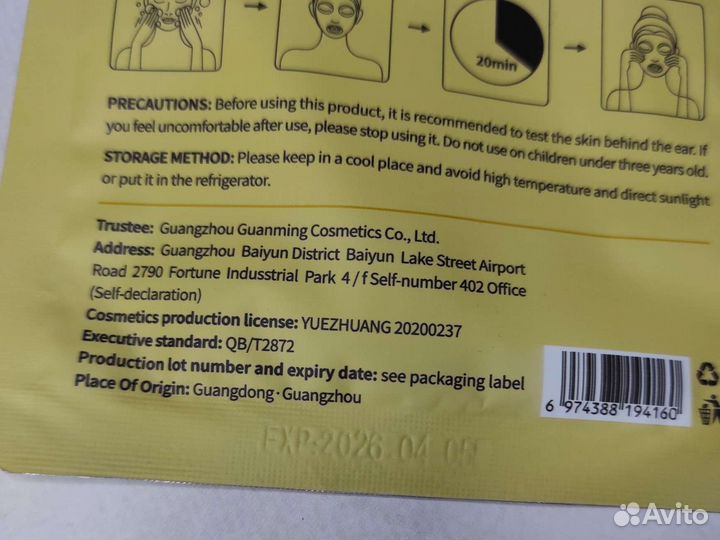 20min
PRECAUTIONS: Before using this product, it is recommended to test the skin behind the ear. If
you feel uncomfortable after use, please stop using it. Do not use on children under three years old.
STORAGE METHOD: Please keep in a cool place and avoid high temperature and direct sunlight
or put it in the refrigerator.
Trustee: Guangzhou Guanming Cosmetics Co., Ltd.
Address: Guangzhou Baiyun District Baiyun Lake Street Airport
Road 2790 Fortune Indusstrial Park 4/f Self-number 402 Office
(Self-declaration)
Cosmetics production license: YUEZHUANG 20200237
Executive standard: QB/T2872
Production lot number and expiry date: see packaging label
Place Of Origin: Guangdong·Guangzhou
6 974388 194160
EXP:2026.04.05
Avito